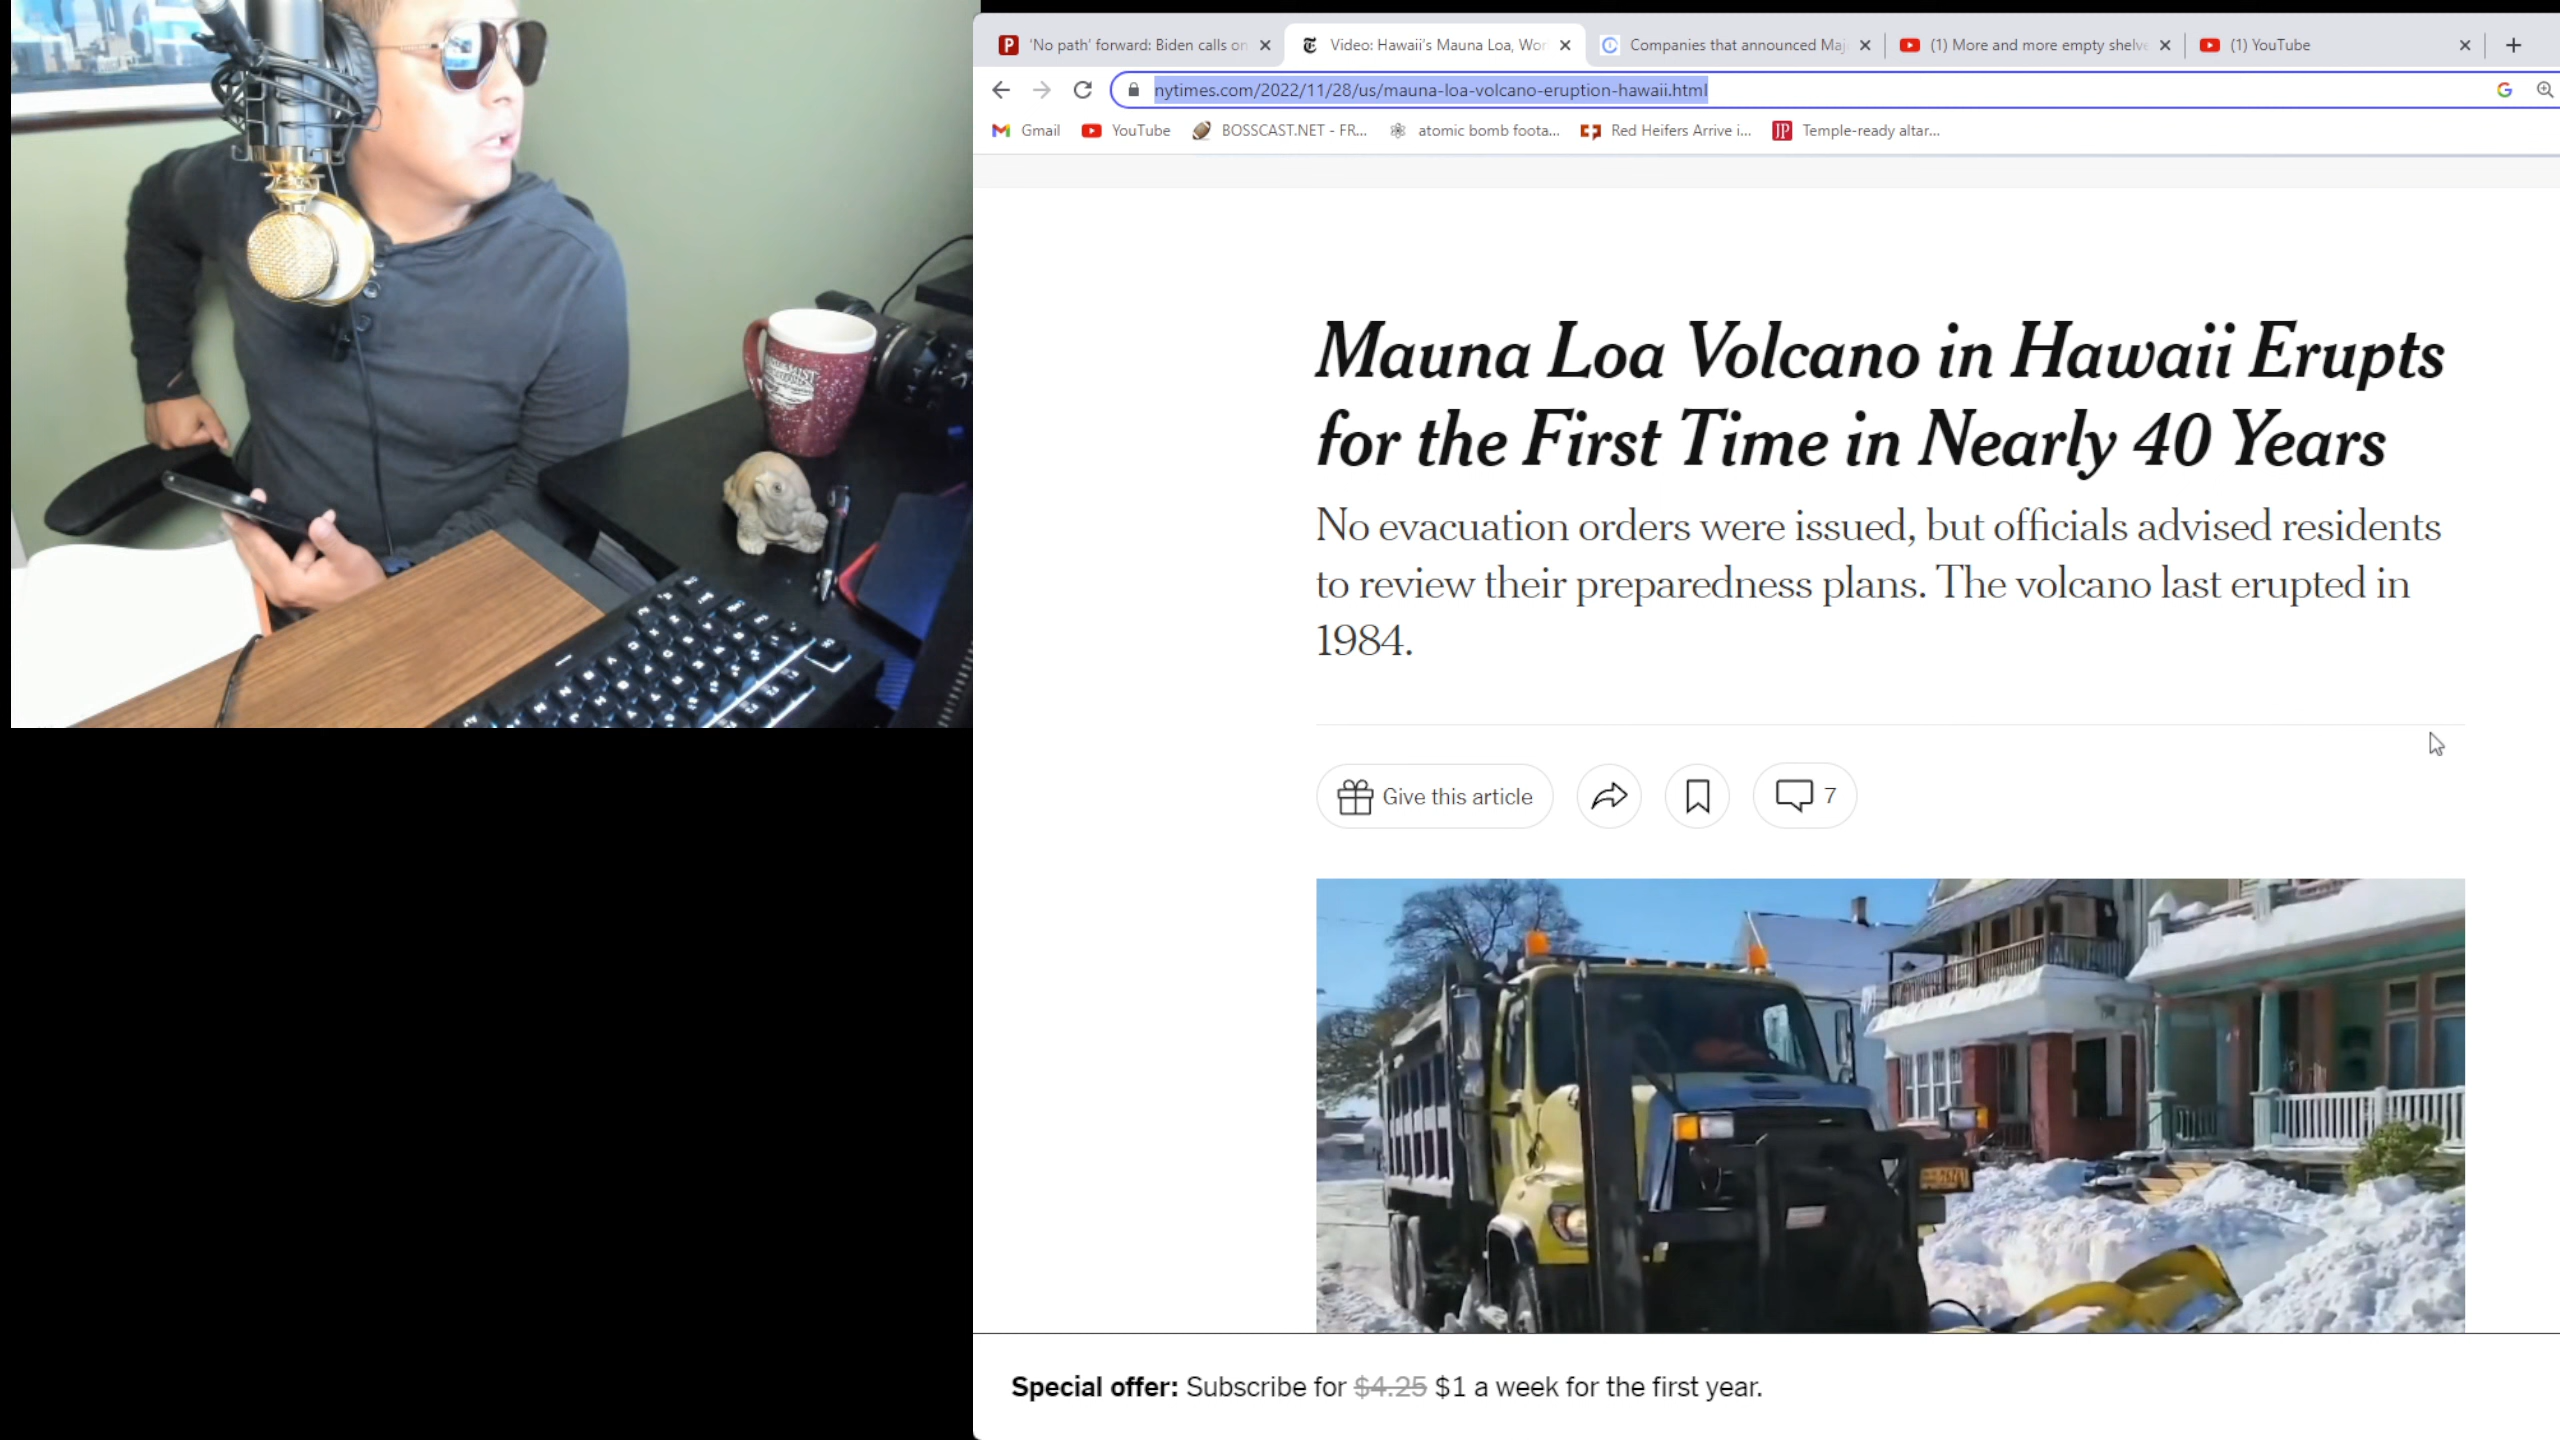 'No path' forward: Biden calls on
Video: Hawaii's Mauna Loa, Wor
Companies that announced Maj
(1) More and more empty shelve
(1) YouTube
nytimes.com/2022/11/28/us/mauna-loa-volcano-eruption-hawaii.html
Gmail
YouTube
BOSSCAST.NET - FR...
atomic bomb foota...
Red Heifers Arrive i...
JP
Temple-ready altar...
Mauna Loa Volcano in Hawaii Erupts
for the First Time in Nearly 40 Years
No evacuation orders were issued, but officials advised residents
to review their preparedness plans. The volcano last erupted in
1984.
Give this article
7
Special offer: Subscribe for $4.25 $1 a week for the first year.